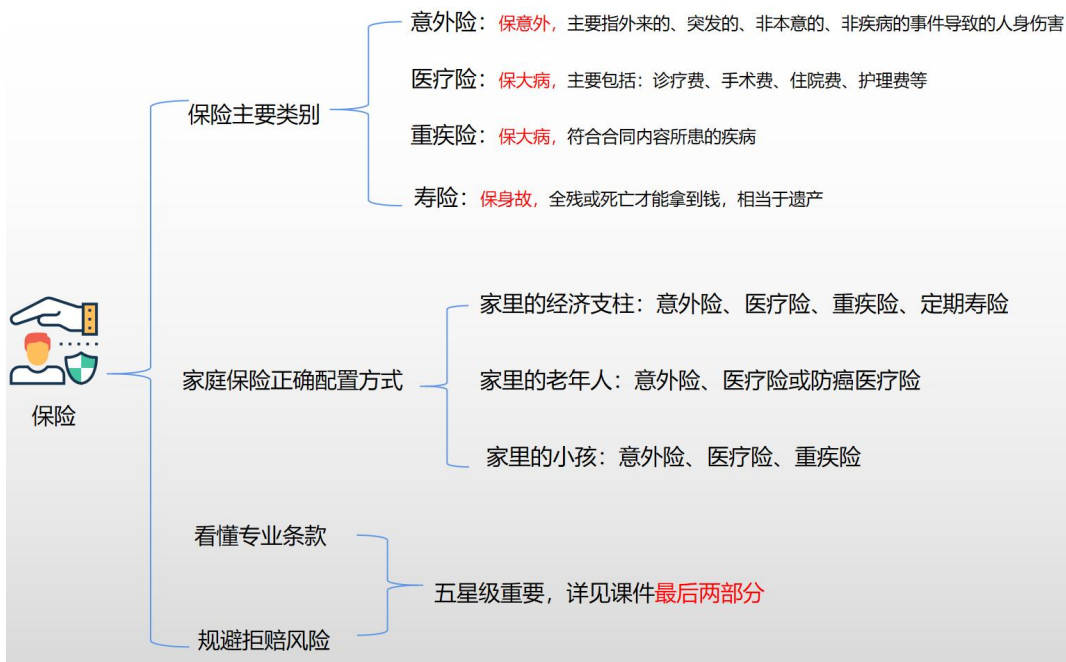 意外险：保意外，主要指外来的、突发的、非本意的、非疾病的事件导致的人身伤害
医疗险：保大病，主要包括：诊疗费、手术费、住院费、护理费等
保险主要类别
重疾险：保大病，符合合同内容所患的疾病
寿险：保身故，全残或死亡才能拿到钱，相当于遗产
家里的经济支柱：意外险、医疗险、重疾险、定期寿险
家庭保险正确配置方式
家里的老年人：意外险、医疗险或防癌医疗险
保险
家里的小孩：意外险、医疗险、重疾险
看懂专业条款
五星级重要，详见课件最后两部分
规避拒赔风险